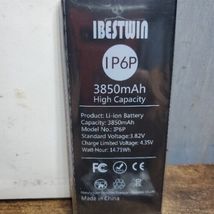 IBESTWIN
IP6P
3850mAh
High Capacity
Product: Li-ion Battery
Capacity: 3850mAh
Model No.: IP6P
Standard Voltage: 3.82V
Charge Limited Voltage: 4.35V
Watt-Hour: 14.71Wh
Made in China